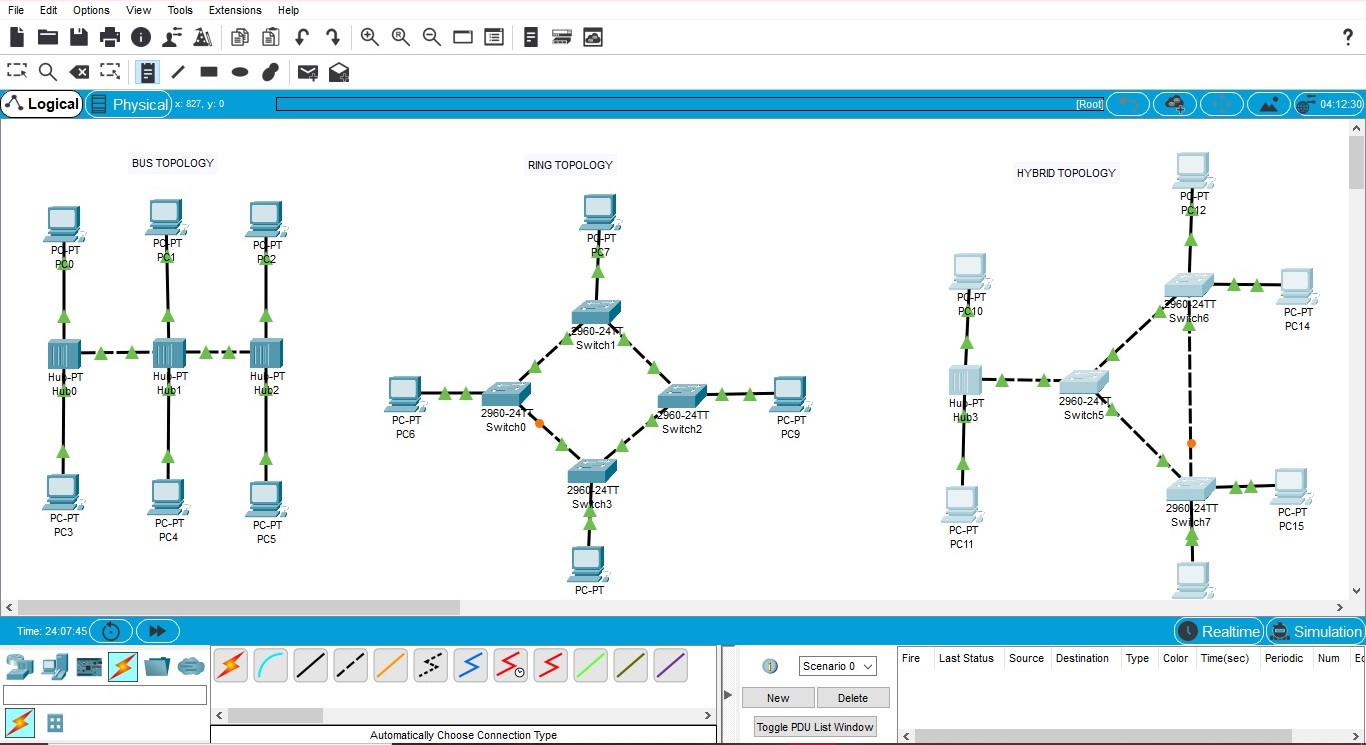 File Edit Options View Tools Extensions Help
?
Logical
Physical
x: 827, y: 0
[Root]
04:12:30
BUS TOPOLOGY
PC-PT
PC0
PC-PT
PC1
PC-PT
PC2
Hub-PT
Hub0
Hub-PT
Hub1
Hub-PT
Hub2
PC-PT
PC3
PC-PT
PC4
PC-PT
PC5
RING TOPOLOGY
PC-PT
PC7
2960-24TT
Switch1
PC-PT
PC6
2960-24TT
Switch0
2960-24TT
Switch2
PC-PT
PC9
2960-24TT
Switch3
PC-PT
HYBRID TOPOLOGY
PC-PT
PC12
PC-PT
PC10
2960-24TT
Switch6
PC-PT
PC14
Hub-PT
Hub3
2960-24TT
Switch5
PC-PT
PC11
2960-24TT
Switch7
PC-PT
PC15
Time: 24:07:45
Realtime
Simulation
Scenario 0
New
Delete
Toggle PDU List Window
Fire Last Status Source Destination Type Color Time(sec) Periodic Num
Automatically Choose Connection Type